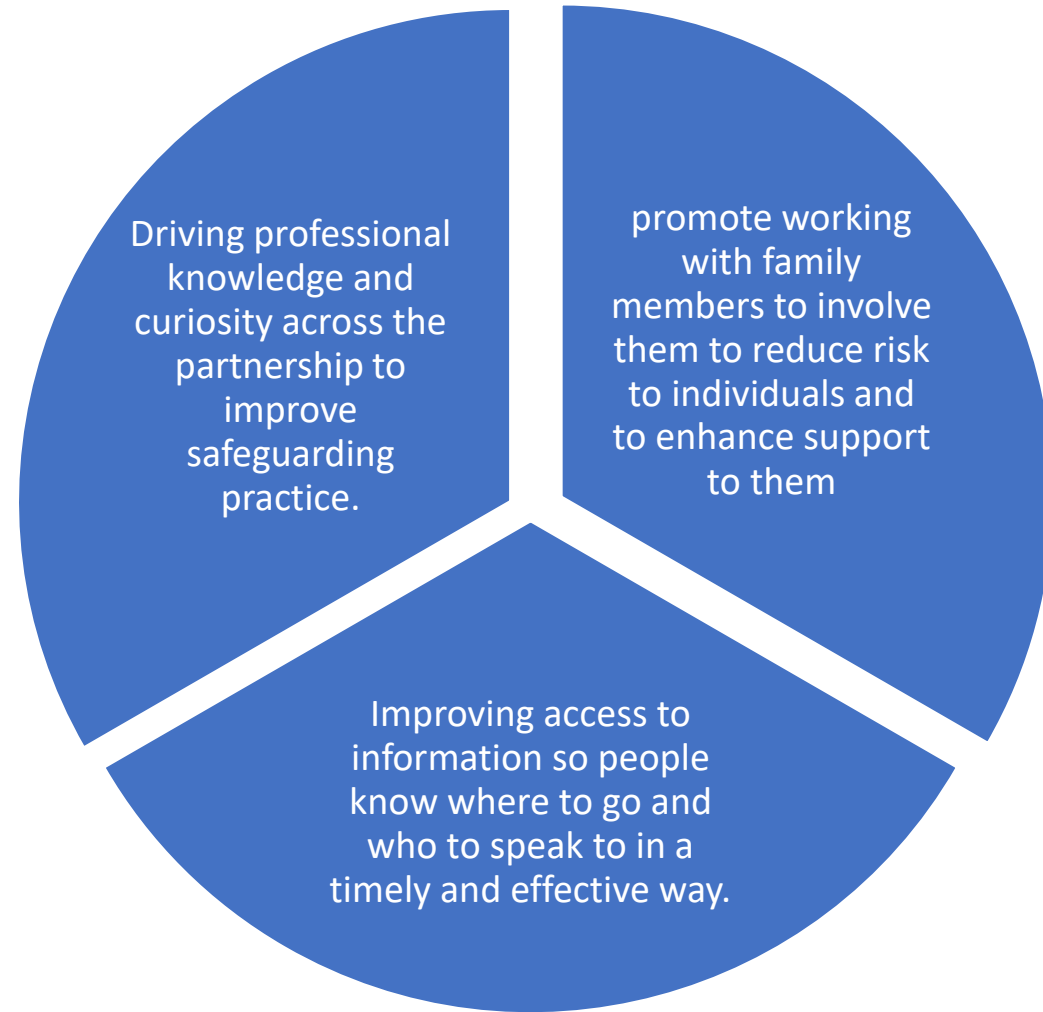 Driving professional
knowledge and
curiosity across the
partnership to
improve
safeguarding
practice.
promote working
with family
members to involve
them to reduce risk
to individuals and
to enhance support
to them
Improving access to
information so people
know where to go and
who to speak to in a
timely and effective way.